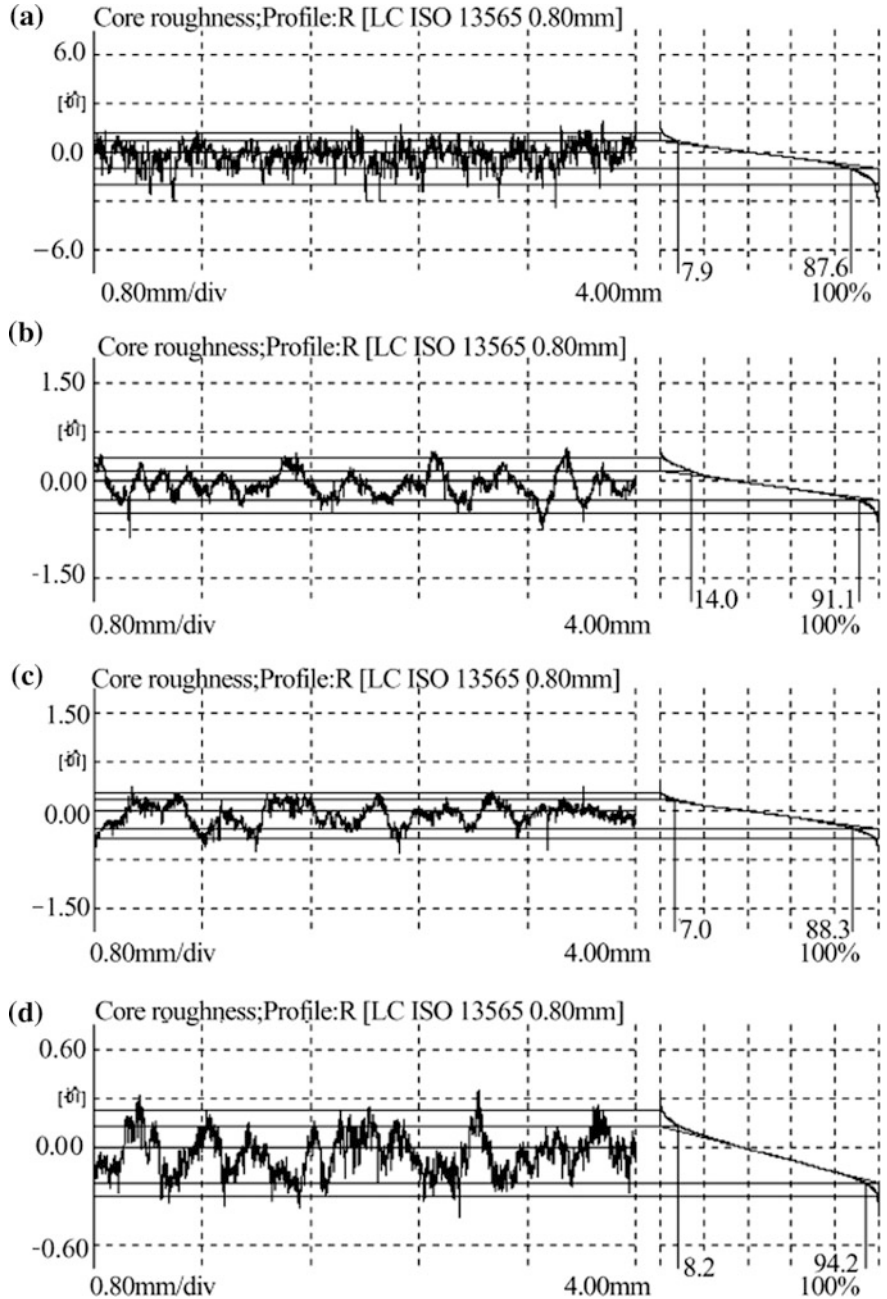 (a) Core roughness;Profile:R [LC ISO 13565 0.80mm]
6.0
0.0
−6.0
7.9 87.6
0.80mm/div 4.00mm 100%
(b) Core roughness;Profile:R [LC ISO 13565 0.80mm]
1.50
0.00
-1.50
14.0 91.1
0.80mm/div 4.00mm 100%
(c) Core roughness;Profile:R [LC ISO 13565 0.80mm]
1.50
0.00
−1.50
7.0 88.3
0.80mm/div 4.00mm 100%
(d) Core roughness;Profile:R [LC ISO 13565 0.80mm]
0.60
0.00
-0.60
8.2 94.2
0.80mm/div 4.00mm 100%